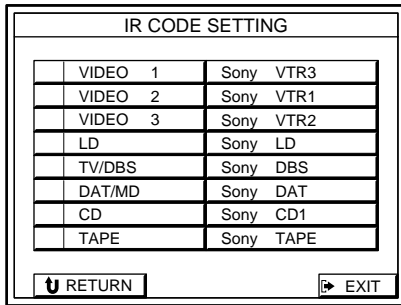 IR CODE SETTING
VIDEO 1 Sony VTR3
VIDEO 2 Sony VTR1
VIDEO 3 Sony VTR2
LD Sony LD
TV/DBS Sony DBS
DAT/MD Sony DAT
CD Sony CD1
TAPE Sony TAPE
RETURN EXIT